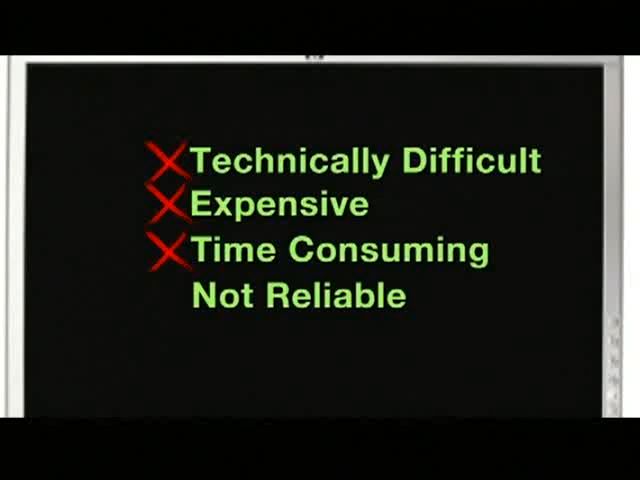 Technically Difficult
Expensive
Time Consuming
Not Reliable